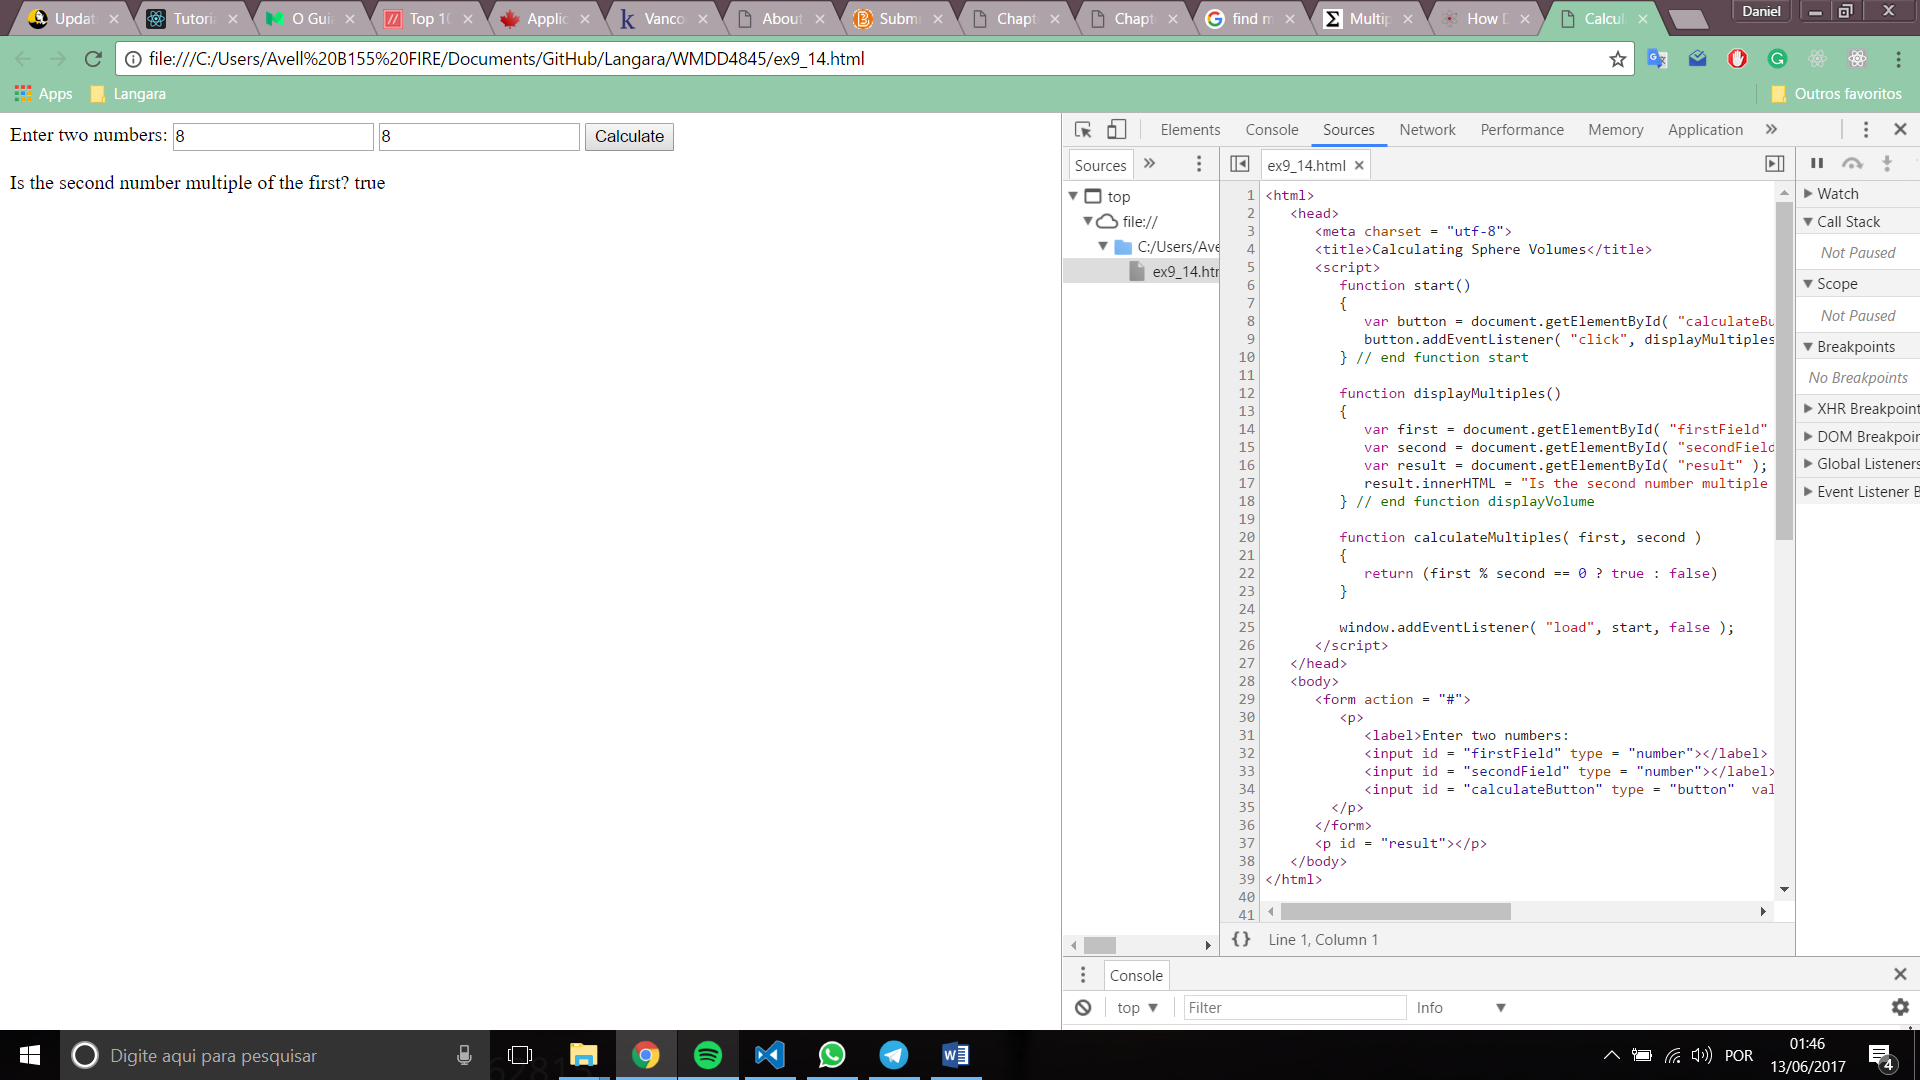 Updat
Tutoria
O Gui
Top 10
Applic
Vanco
About
Submi
Chapt
Chapt
find m
Multip
How D
Calcul
Daniel
file:///C:/Users/Avell%20B155%20FIRE/Documents/GitHub/Langara/WMDD4845/ex9_14.html
Apps Langara Outros favoritos
Enter two numbers: 8 8 Calculate
Is the second number multiple of the first? true
Elements Console Sources Network Performance Memory Application
Sources
ex9_14.html
top
file://
C:/Users/Ave
ex9_14.htm
1 <html>
2 <head>
3 <meta charset = "utf-8">
4 <title>Calculating Sphere Volumes</title>
5 <script>
6 function start()
7 {
8 var button = document.getElementById( "calculateBu
9 button.addEventListener( "click", displayMultiples
10 } // end function start
11
12 function displayMultiples()
13 {
14 var first = document.getElementById( "firstField"
15 var second = document.getElementById( "secondField
16 var result = document.getElementById( "result" );
17 result.innerHTML = "Is the second number multiple
18 } // end function displayVolume
19
20 function calculateMultiples( first, second )
21 {
22 return (first % second == 0 ? true : false)
23 }
24
25 window.addEventListener( "load", start, false );
26 </script>
27 </head>
28 <body>
29 <form action = "#">
30 <p>
31 <label>Enter two numbers:
32 <input id = "firstField" type = "number"></label>
33 <input id = "secondField" type = "number"></label>
34 <input id = "calculateButton" type = "button" val
35 </p>
36 </form>
37 <p id = "result"></p>
38 </body>
39 </html>
40
41
{} Line 1, Column 1
Watch
Call Stack
Not Paused
Scope
Not Paused
Breakpoints
No Breakpoints
XHR Breakpoint
DOM Breakpoin
Global Listeners
Event Listener B
Console
top Filter Info
Digite aqui para pesquisar
POR
01:46
13/06/2017
4